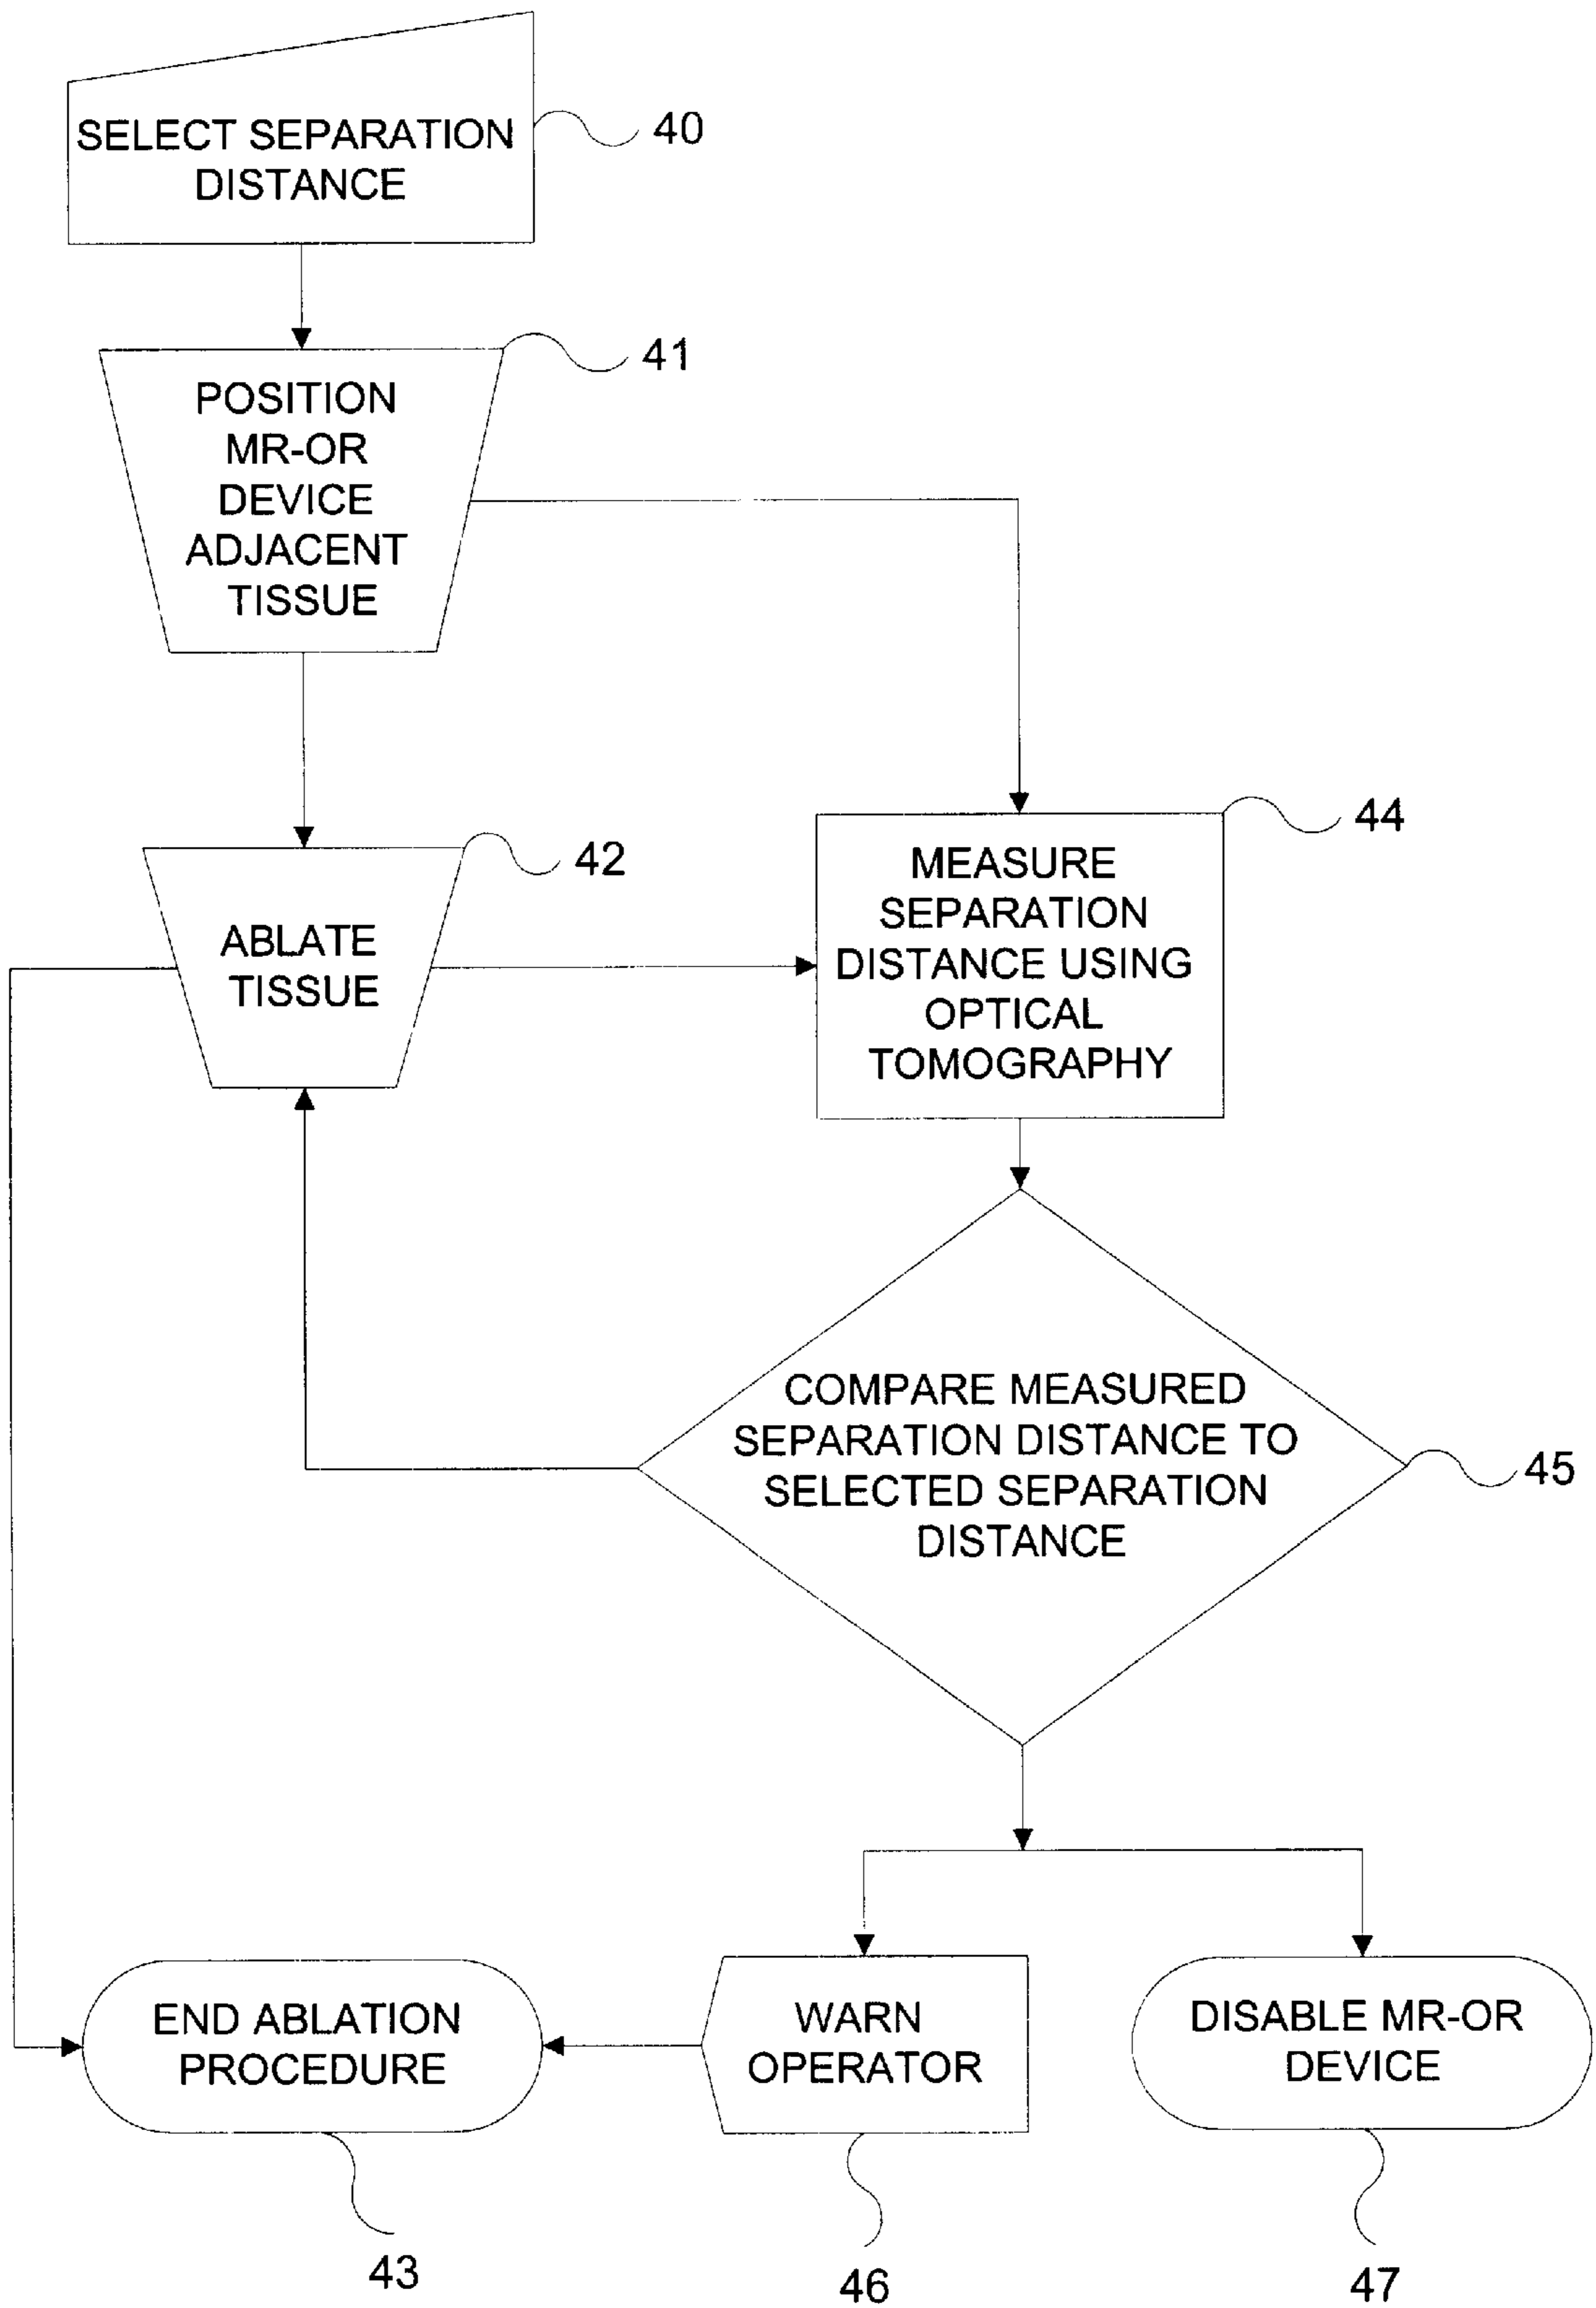 SELECT SEPARATION
DISTANCE
40
POSITION
MR-OR
DEVICE
ADJACENT
TISSUE
41
ABLATE
TISSUE
42
MEASURE
SEPARATION
DISTANCE USING
OPTICAL
TOMOGRAPHY
44
COMPARE MEASURED
SEPARATION DISTANCE TO
SELECTED SEPARATION
DISTANCE
45
END ABLATION
PROCEDURE
43
WARN
OPERATOR
46
DISABLE MR-OR
DEVICE
47